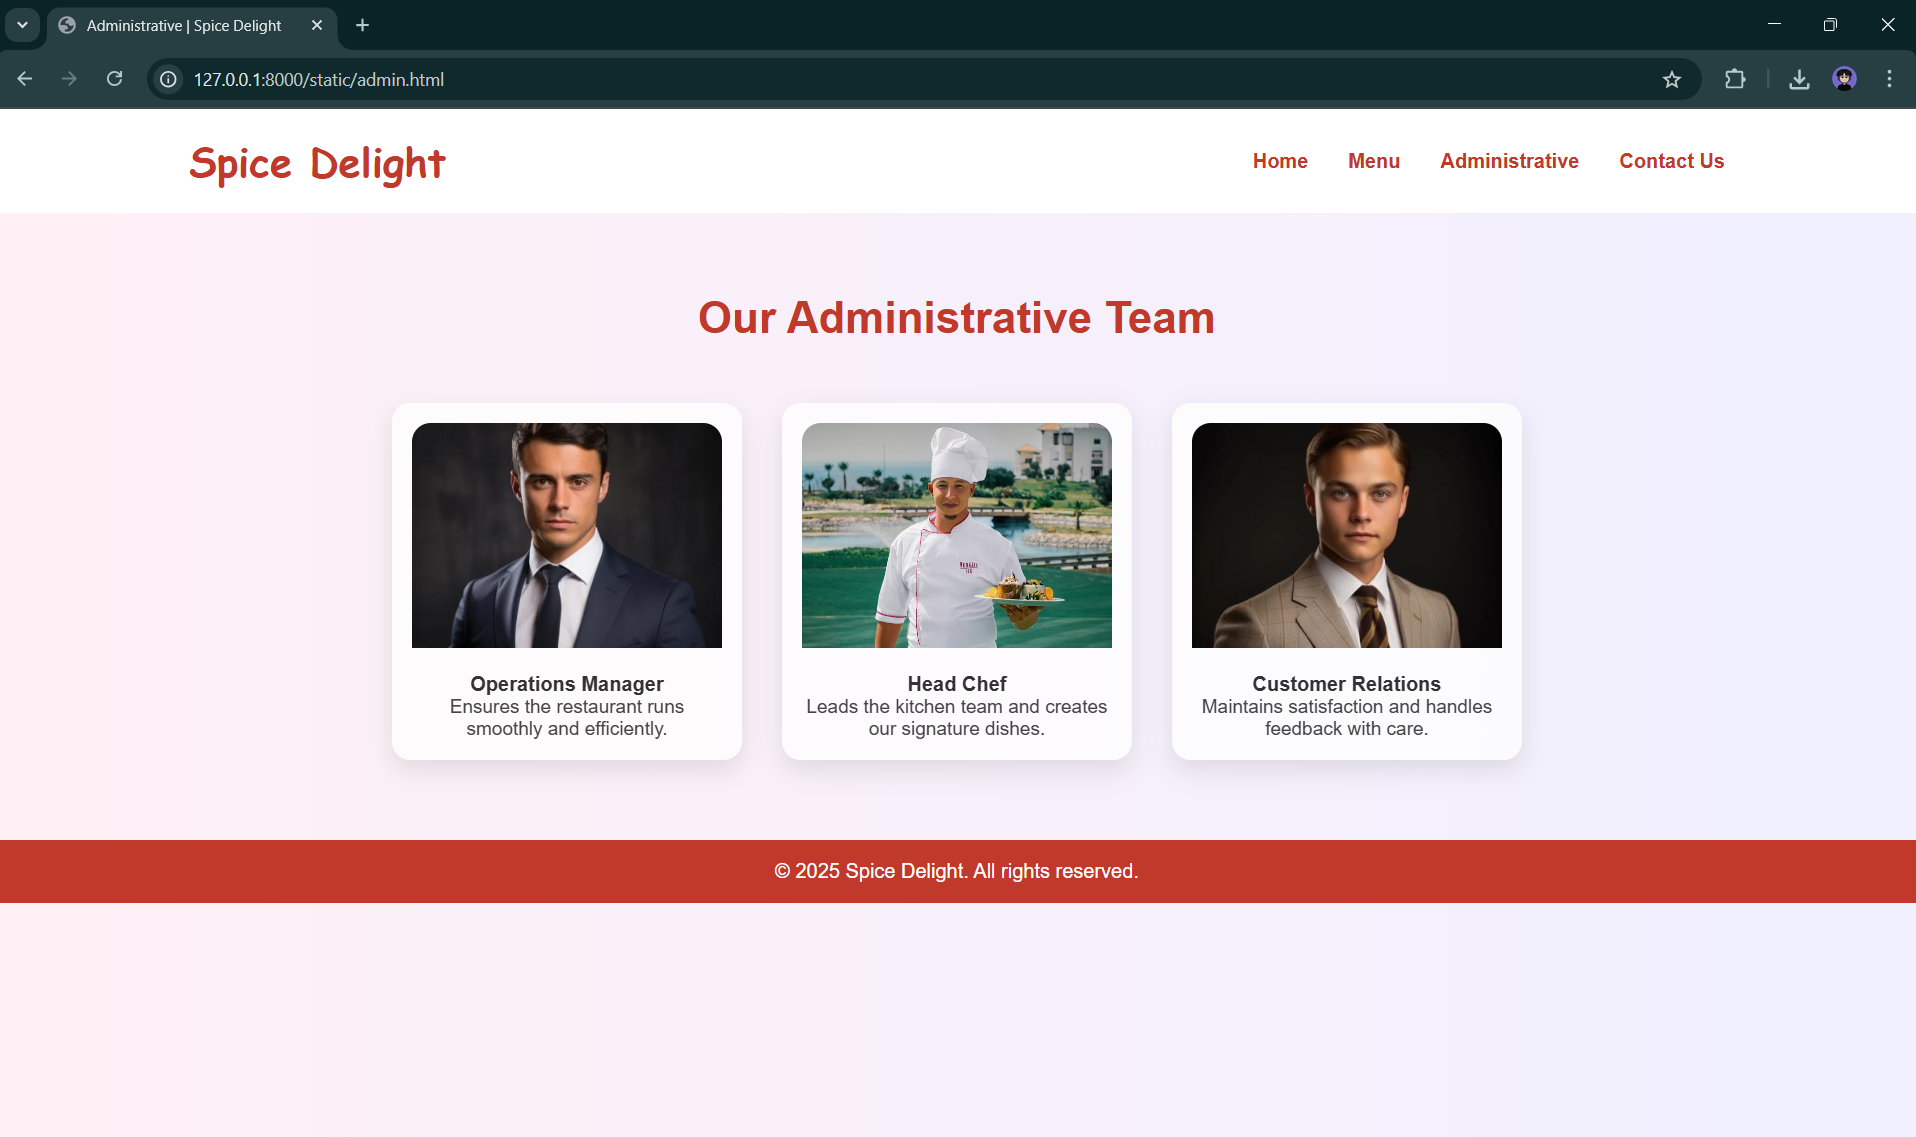 Administrative | Spice Delight
127.0.0.1:8000/static/admin.html
Spice Delight
Home Menu Administrative Contact Us
Our Administrative Team
Operations Manager
Ensures the restaurant runs
smoothly and efficiently.
Head Chef
Leads the kitchen team and creates
our signature dishes.
Customer Relations
Maintains satisfaction and handles
feedback with care.
© 2025 Spice Delight. All rights reserved.